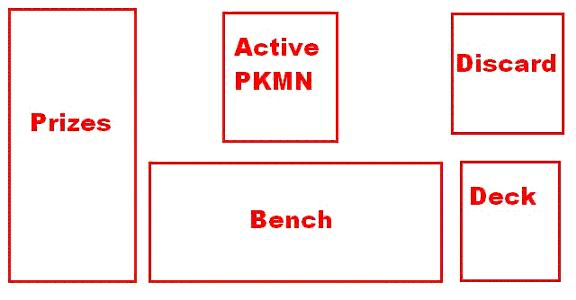 Active
PKMN
Discard
Prizes
Bench
Deck